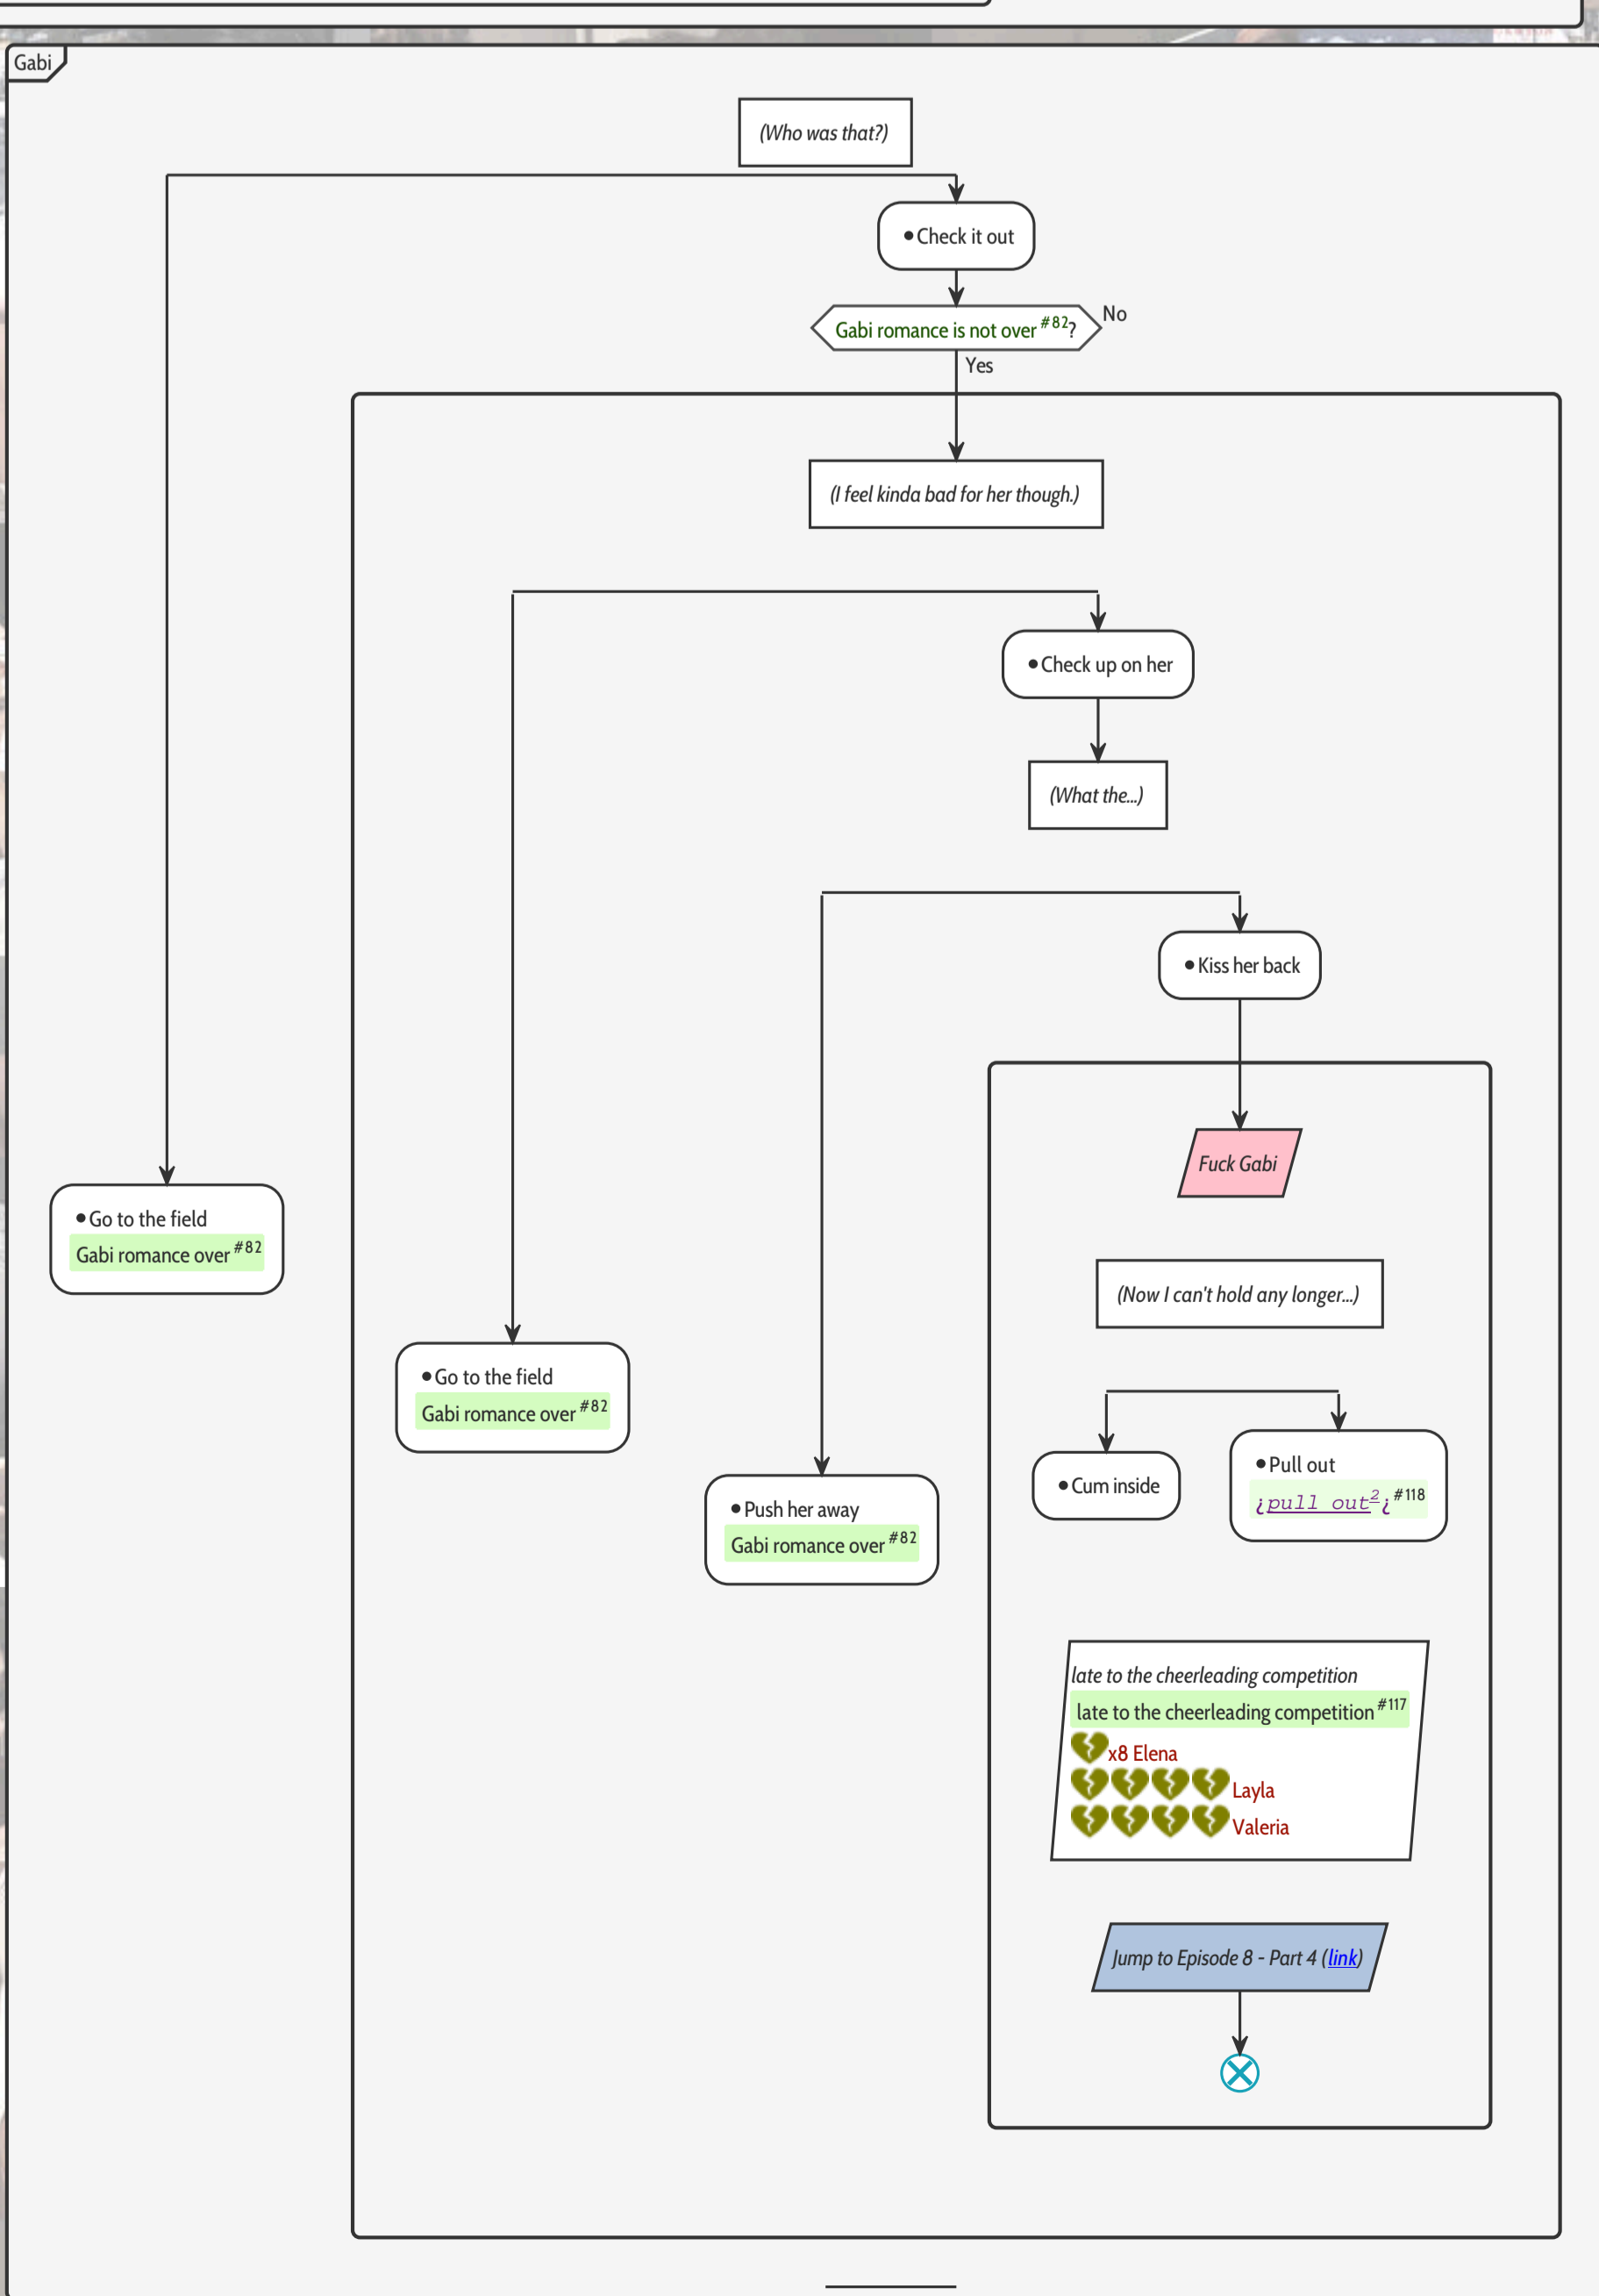 Gabi
(Who was that?)
• Check it out
Gabi romance is not over #82?
No
Yes
(I feel kinda bad for her though.)
• Check up on her
(What the...)
• Kiss her back
Fuck Gabi
• Go to the field
Gabi romance over #82
(Now I can't hold any longer...)
• Go to the field
Gabi romance over #82
• Cum inside
• Pull out
¿pull out2¿ #118
• Push her away
Gabi romance over #82
late to the cheerleading competition
late to the cheerleading competition #117
x8 Elena
Layla
Valeria
Jump to Episode 8 - Part 4 (link)